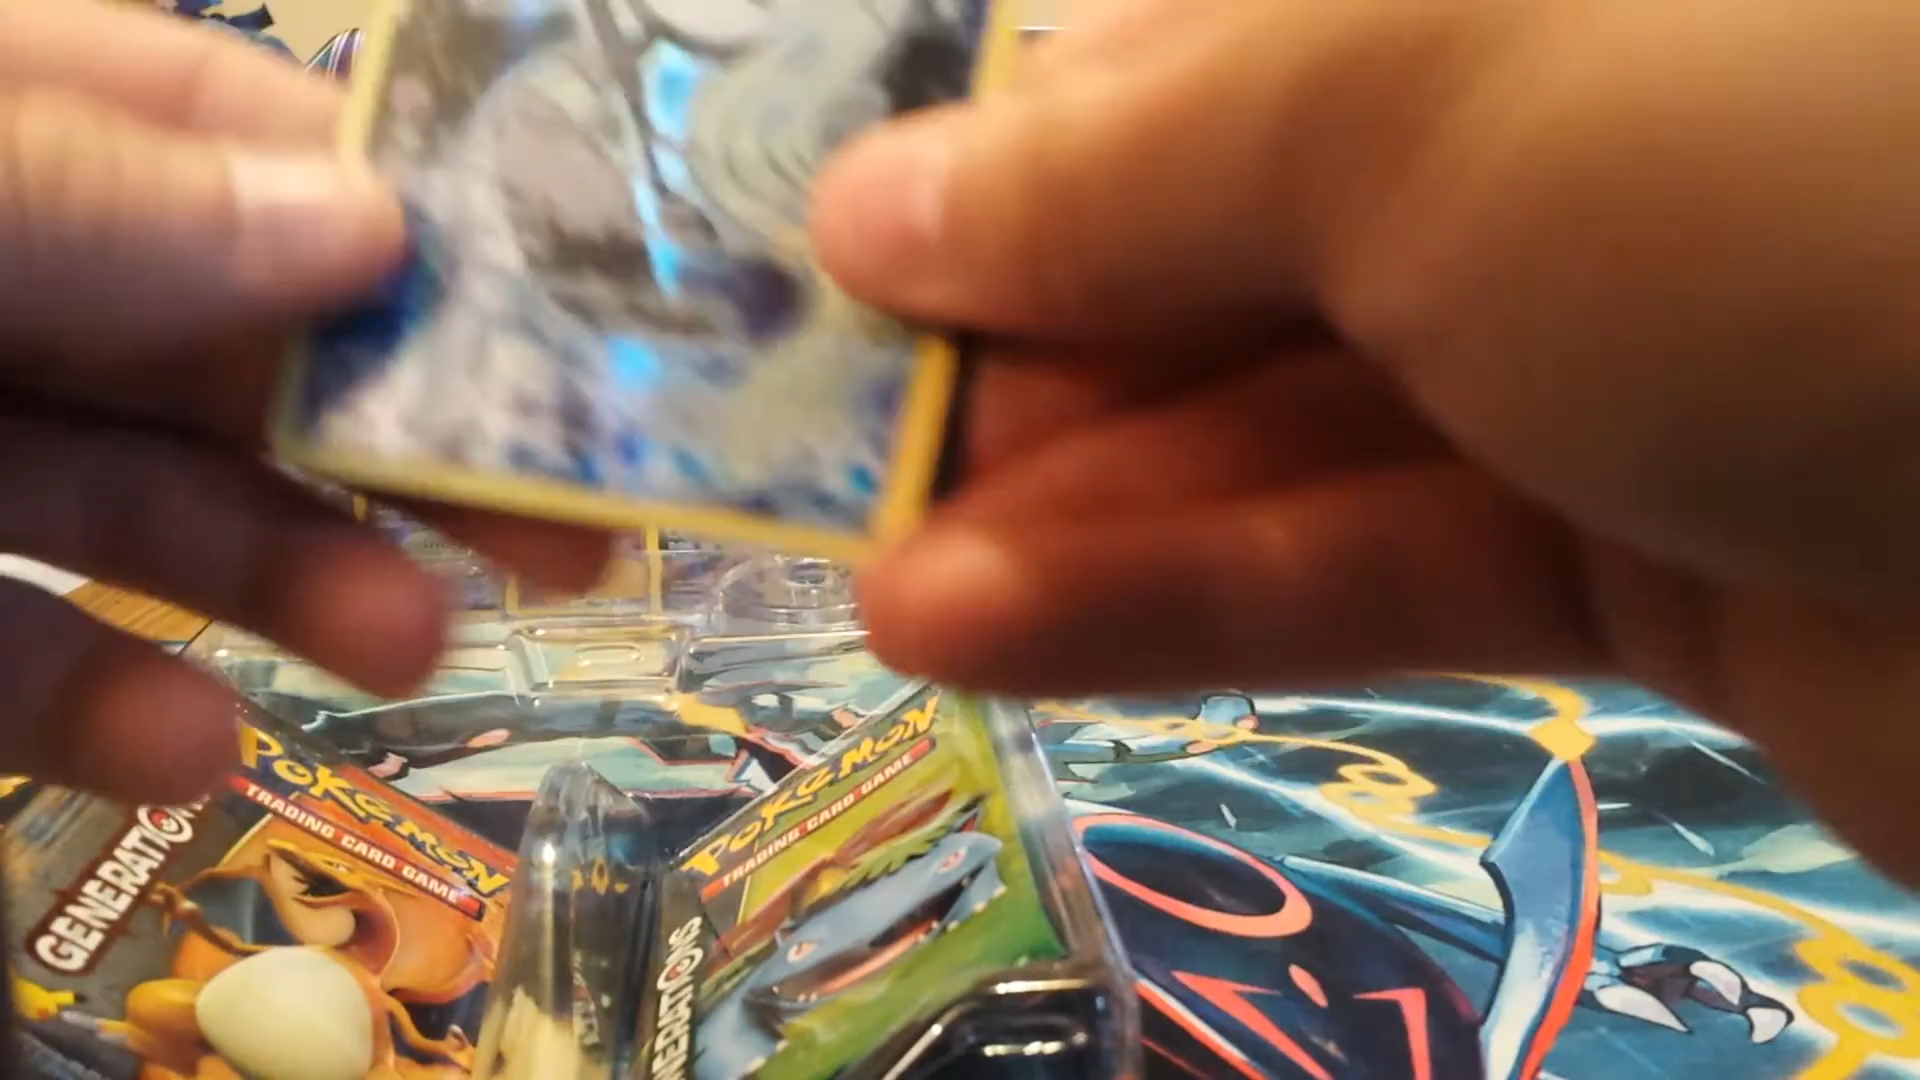 POKéMON
TRADING CARD GAME
GENERATIONS
POKéMON
TRADING CARD GAME
GENERATIONS